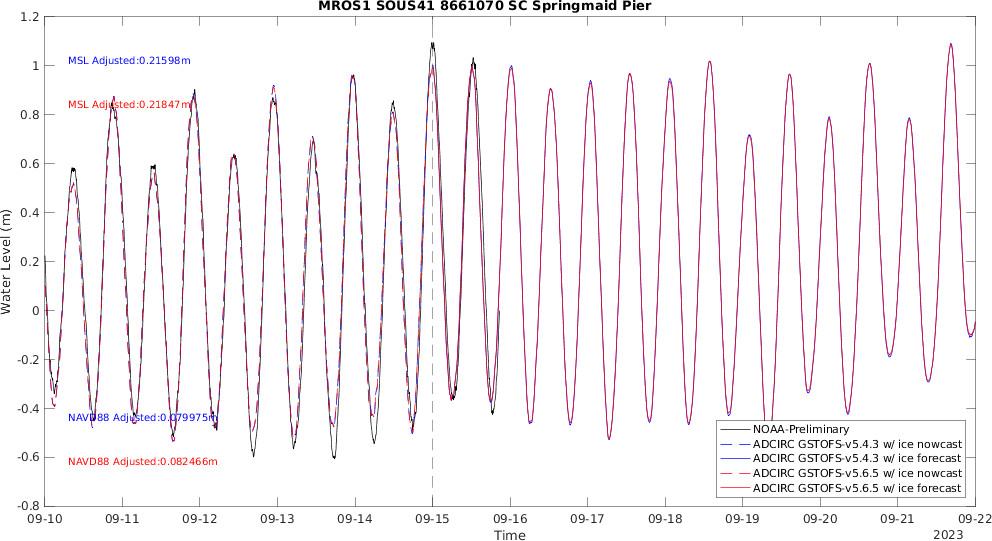 MROS1 SOUS41 8661070 SC Springmaid Pier
1.2
1
0.8
0.6
0.4
0.2
0
-0.2
-0.4
-0.6
-0.8
Water Level (m)
MSL Adjusted:0.21598m
MSL Adjusted:0.21847m
NAVD88 Adjusted:0.079975m
NAVD88 Adjusted:0.082466m
NOAA-Preliminary
ADCIRC GSTOFS-v5.4.3 w/ ice nowcast
ADCIRC GSTOFS-v5.4.3 w/ ice forecast
ADCIRC GSTOFS-v5.6.5 w/ ice nowcast
ADCIRC GSTOFS-v5.6.5 w/ ice forecast
09-10 09-11 09-12 09-13 09-14 09-15 09-16 09-17 09-18 09-19 09-20 09-21 09-22
Time
2023